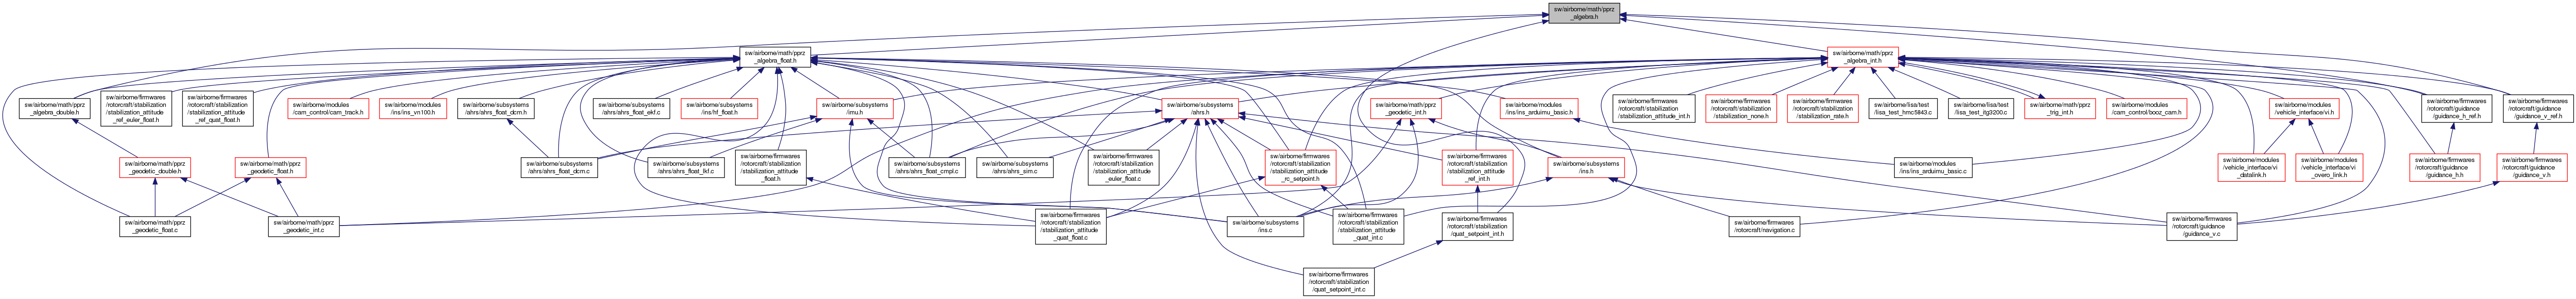 sw/airborne/math/pprz
_algebra.h
sw/airborne/math/pprz
_algebra_float.h
sw/airborne/math/pprz
_algebra_int.h
sw/airborne/math/pprz
_algebra_double.h
sw/airborne/firmwares
/rotorcraft/stabilization
/stabilization_attitude
_ref_euler_float.h
sw/airborne/firmwares
/rotorcraft/stabilization
/stabilization_attitude
_ref_quat_float.h
sw/airborne/modules
/cam_control/cam_track.h
sw/airborne/modules
/ins/ins_vn100.h
sw/airborne/subsystems
/ahrs/ahrs_float_dcm.h
sw/airborne/subsystems
/ahrs/ahrs_float_ekf.c
sw/airborne/subsystems
/ins/hf_float.h
sw/airborne/subsystems
/imu.h
sw/airborne/subsystems
/ahrs.h
sw/airborne/math/pprz
_geodetic_int.h
sw/airborne/modules
/ins/ins_arduimu_basic.h
sw/airborne/firmwares
/rotorcraft/stabilization
/stabilization_attitude_int.h
sw/airborne/firmwares
/rotorcraft/stabilization
/stabilization_none.h
sw/airborne/firmwares
/rotorcraft/stabilization
/stabilization_rate.h
sw/airborne/lisa/test
/lisa_test_hmc5843.c
sw/airborne/lisa/test
/lisa_test_itg3200.c
sw/airborne/math/pprz
_trig_int.h
sw/airborne/modules
/cam_control/booz_cam.h
sw/airborne/modules
/vehicle_interface/vi.h
sw/airborne/firmwares
/rotorcraft/guidance
/guidance_h_ref.h
sw/airborne/firmwares
/rotorcraft/guidance
/guidance_v_ref.h
sw/airborne/math/pprz
_geodetic_double.h
sw/airborne/math/pprz
_geodetic_float.h
sw/airborne/subsystems
/ahrs/ahrs_float_dcm.c
sw/airborne/subsystems
/ahrs/ahrs_float_lkf.c
sw/airborne/firmwares
/rotorcraft/stabilization
/stabilization_attitude
_float.h
sw/airborne/subsystems
/ahrs/ahrs_float_cmpl.c
sw/airborne/subsystems
/ahrs/ahrs_sim.c
sw/airborne/firmwares
/rotorcraft/stabilization
/stabilization_attitude
_euler_float.c
sw/airborne/firmwares
/rotorcraft/stabilization
/stabilization_attitude
_rc_setpoint.h
sw/airborne/firmwares
/rotorcraft/stabilization
/stabilization_attitude
_ref_int.h
sw/airborne/subsystems
/ins.h
sw/airborne/modules
/ins/ins_arduimu_basic.c
sw/airborne/modules
/vehicle_interface/vi
_datalink.h
sw/airborne/modules
/vehicle_interface/vi
_overo_link.h
sw/airborne/firmwares
/rotorcraft/guidance
/guidance_h.h
sw/airborne/firmwares
/rotorcraft/guidance
/guidance_v.h
sw/airborne/math/pprz
_geodetic_float.c
sw/airborne/math/pprz
_geodetic_int.c
sw/airborne/firmwares
/rotorcraft/stabilization
/stabilization_attitude
_quat_float.c
sw/airborne/subsystems
/ins.c
sw/airborne/firmwares
/rotorcraft/stabilization
/stabilization_attitude
_quat_int.c
sw/airborne/firmwares
/rotorcraft/stabilization
/quat_setpoint_int.h
sw/airborne/firmwares
/rotorcraft/navigation.c
sw/airborne/firmwares
/rotorcraft/guidance
/guidance_v.c
sw/airborne/firmwares
/rotorcraft/stabilization
/quat_setpoint_int.c